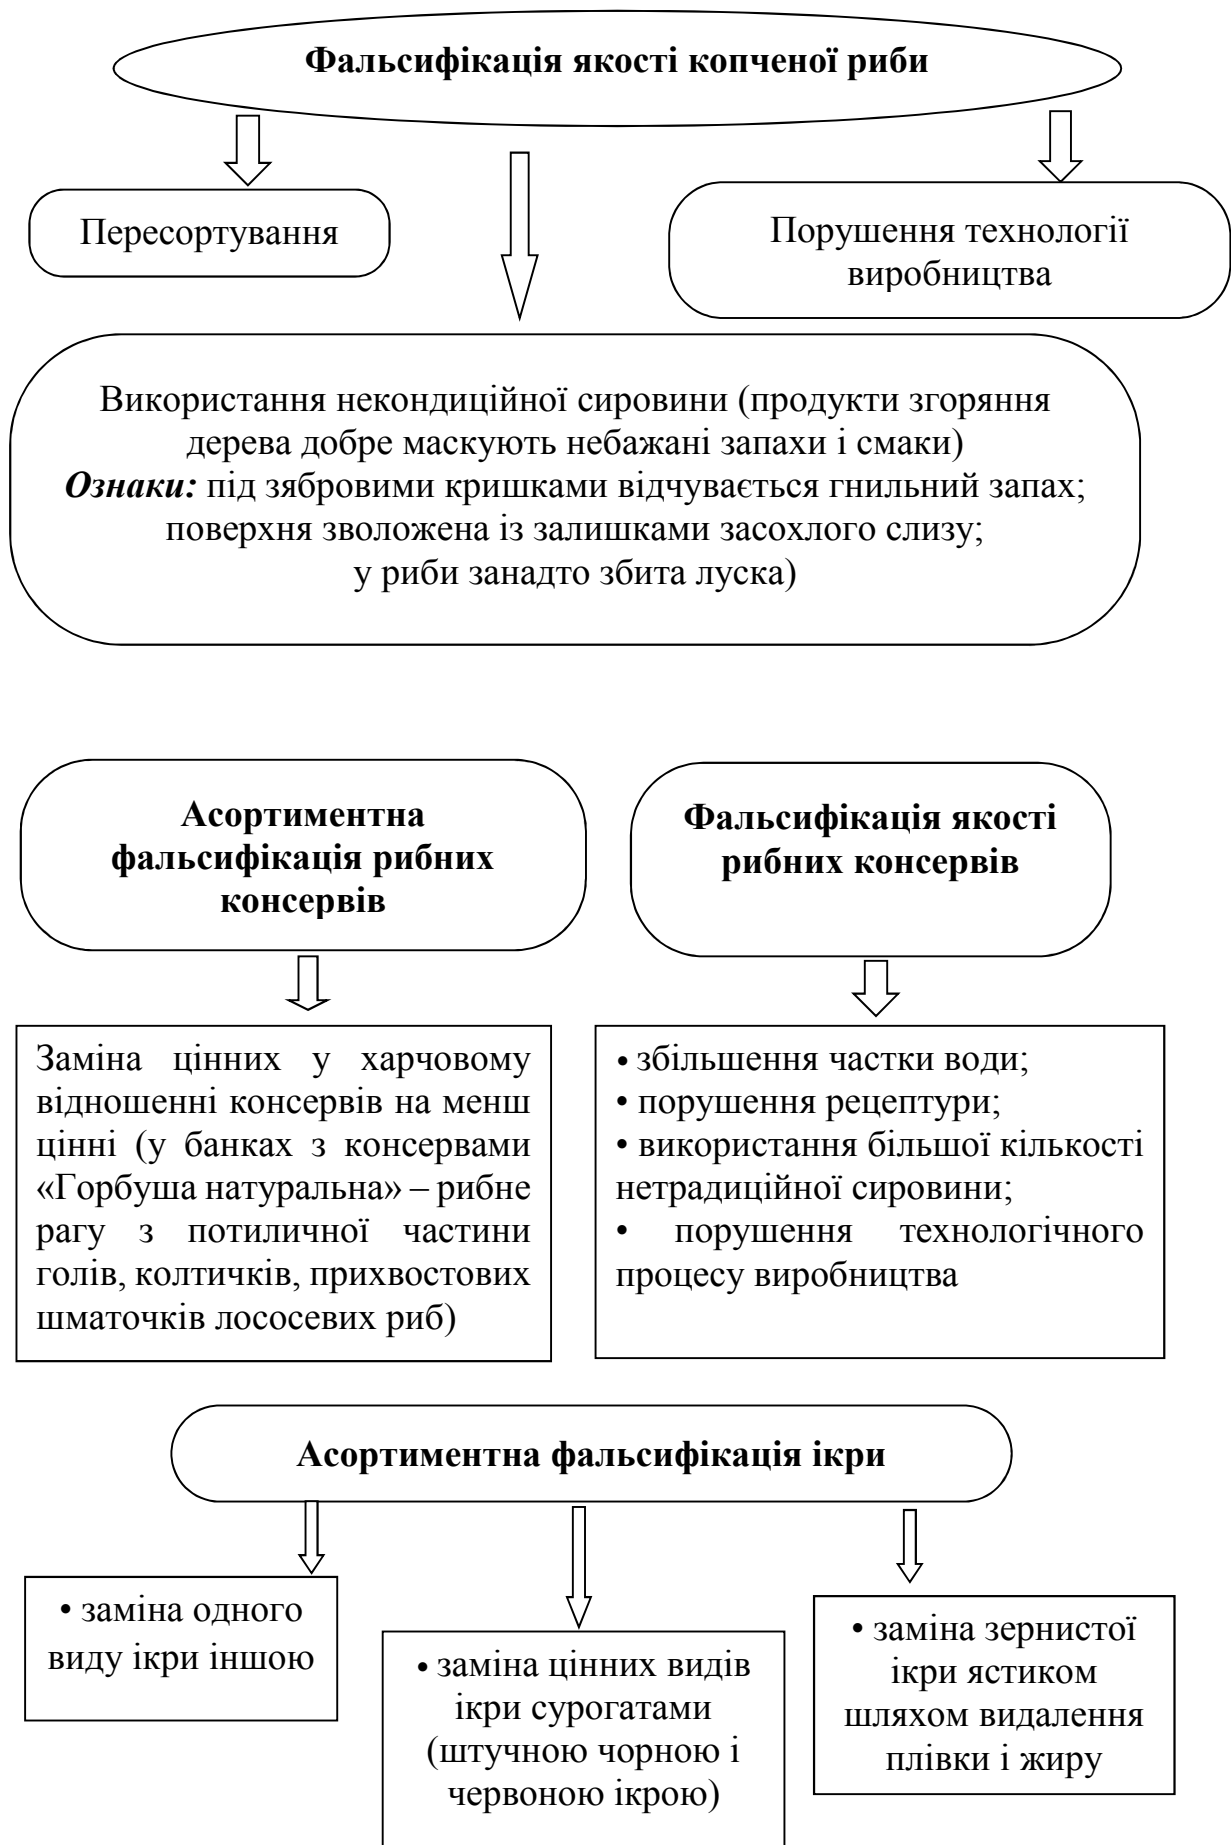 Фальсифікація якості копченої риби
Пересортування
Порушення технології
виробництва
Використання некондиційної сировини (продукти згоряння
дерева добре маскують небажані запахи і смаки)
Ознаки: під зябровими кришками відчувається гнильний запах;
поверхня зволожена із залишками засохлого слизу;
у риби занадто збита луска)
Асортиментна
фальсифікація рибних
консервів
Фальсифікація якості
рибних консервів
Заміна цінних у харчовому
відношенні консервів на менш
цінні (у банках з консервами
«Горбуша натуральна» – рибне
рагу з потиличної частини
голів, колтичків, прихвостових
шматочків лососевих риб)
• збільшення частки води;
• порушення рецептури;
• використання більшої кількості
нетрадиційної сировини;
• порушення технологічного
процесу виробництва
Асортиментна фальсифікація ікри
• заміна одного
виду ікри іншою
• заміна цінних видів
ікри сурогатами
(штучною чорною і
червоною ікрою)
• заміна зернистої
ікри ястиком
шляхом видалення
плівки і жиру